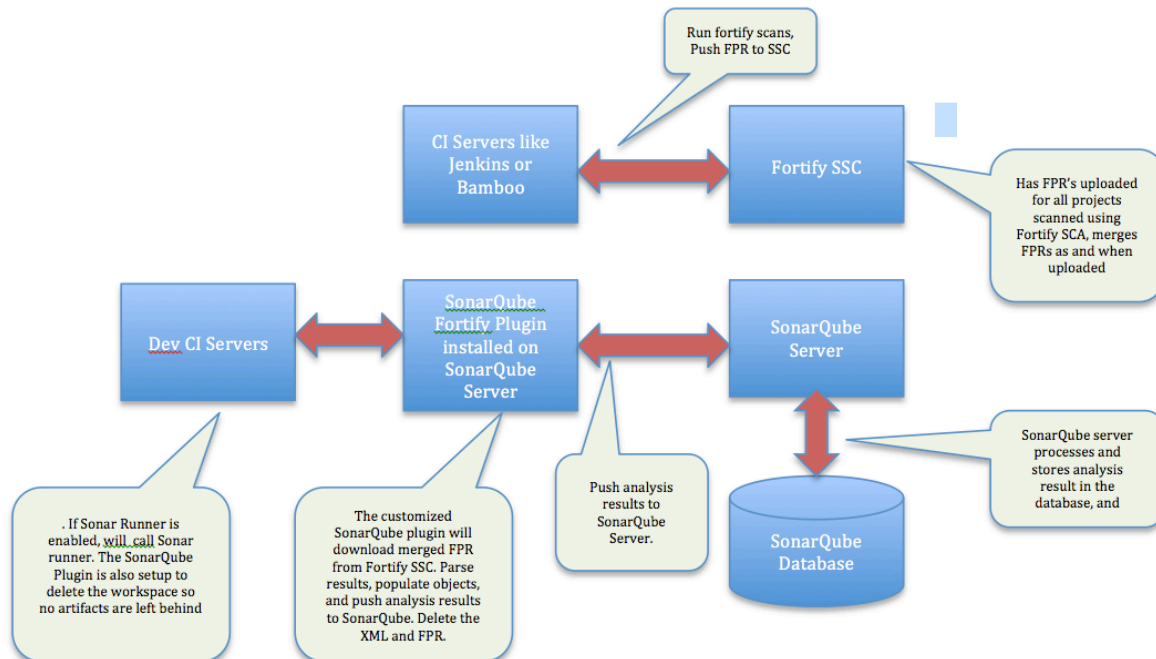 Run fortify scans,
Push FPR to SSC
CI Servers like
Jenkins or
Bamboo
Fortify SSC
Has FPR's uploaded
for all projects
scanned using
Fortify SCA, merges
FPRs as and when
uploaded
Dev CI Servers
SonarQube
Fortify Plugin
installed on
SonarQube
Server
SonarQube
Server
. If Sonar Runner is
enabled, will call Sonar
runner. The SonarQube
Plugin is also setup to
delete the workspace so
no artifacts are left behind
The customized
SonarQube plugin will
download merged FPR
from Fortify SSC. Parse
results, populate objects,
and push analysis results
to SonarQube. Delete the
XML and FPR.
Push analysis
results to
SonarQube
Server.
SonarQube server
processes and
stores analysis
result in the
database, and
SonarQube
Database